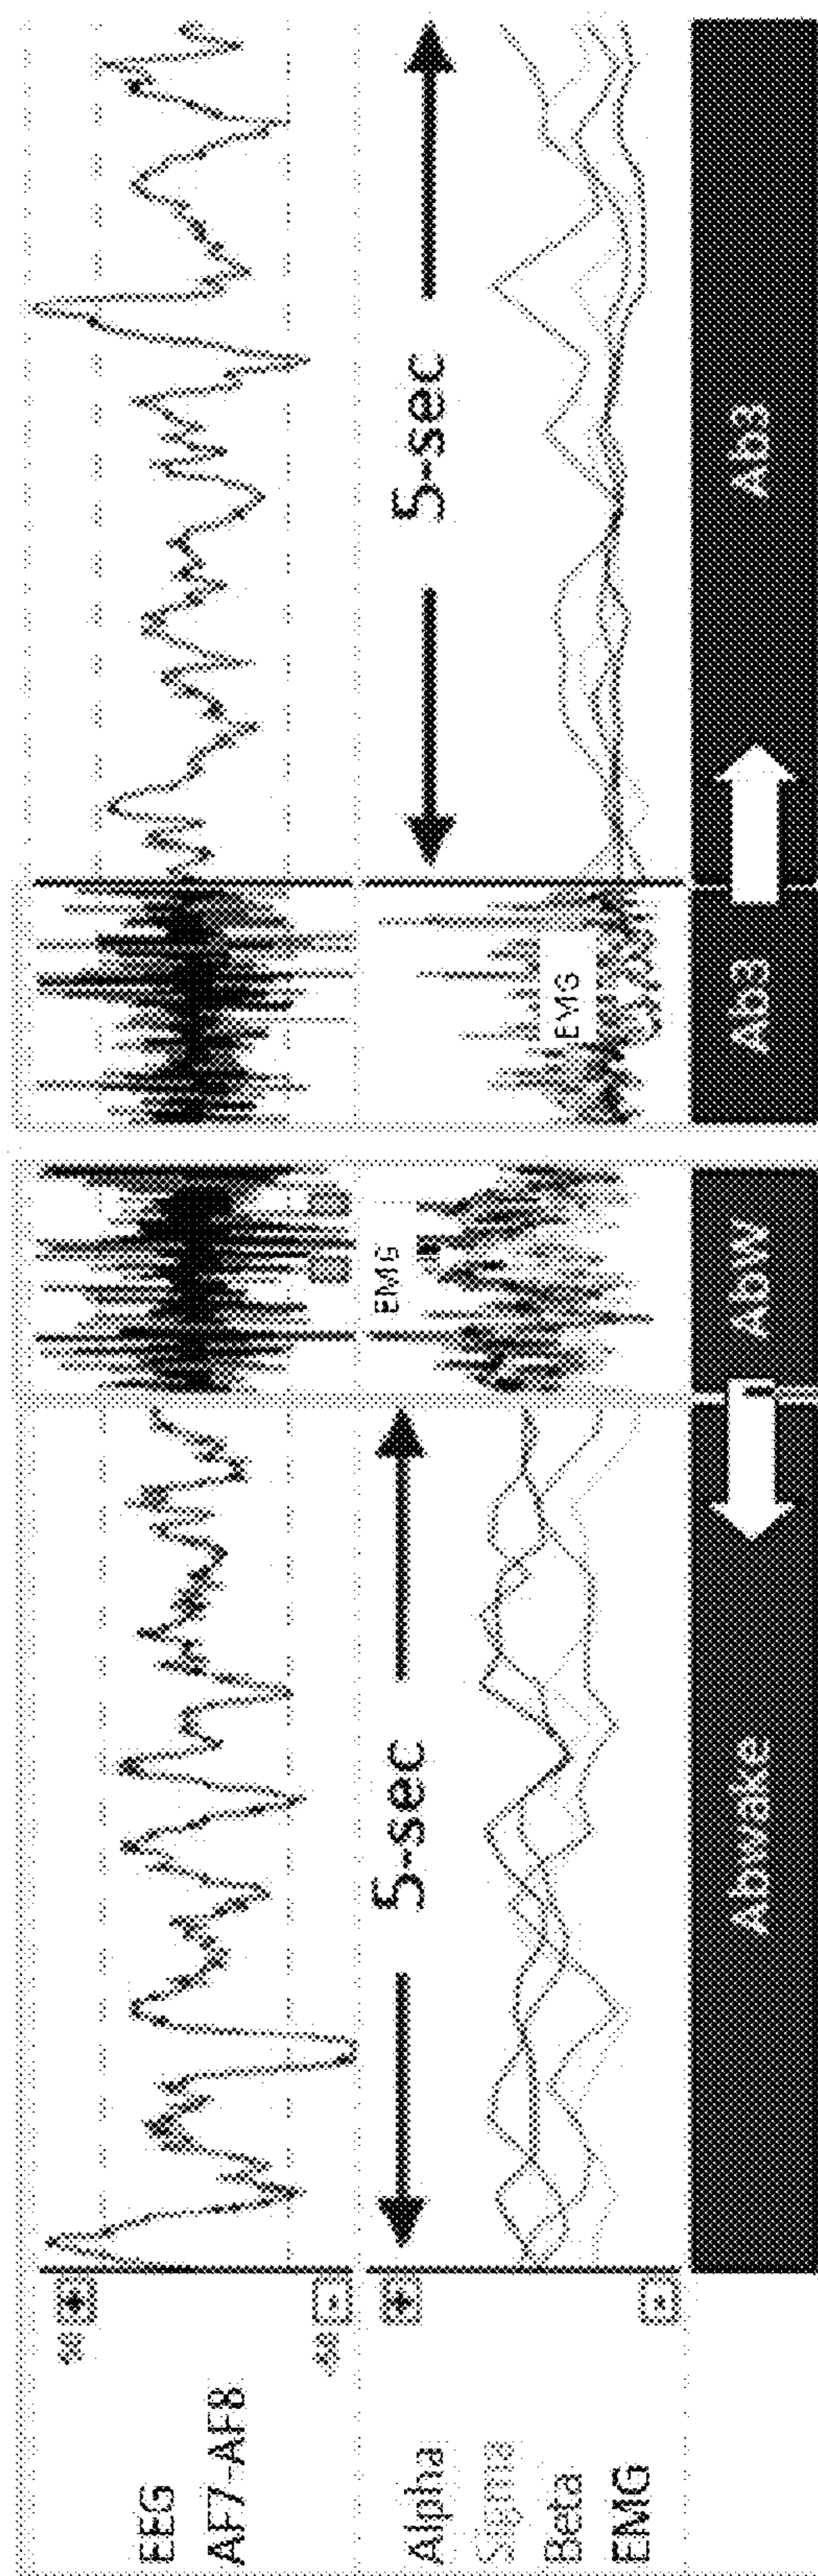 EEG
AF7-AF8
+
-
Alpha
Sigma
Beta
EMG
+
-
5-sec
EMG
5-sec
EMG
Abwake
AbW
Ab3
Ab3